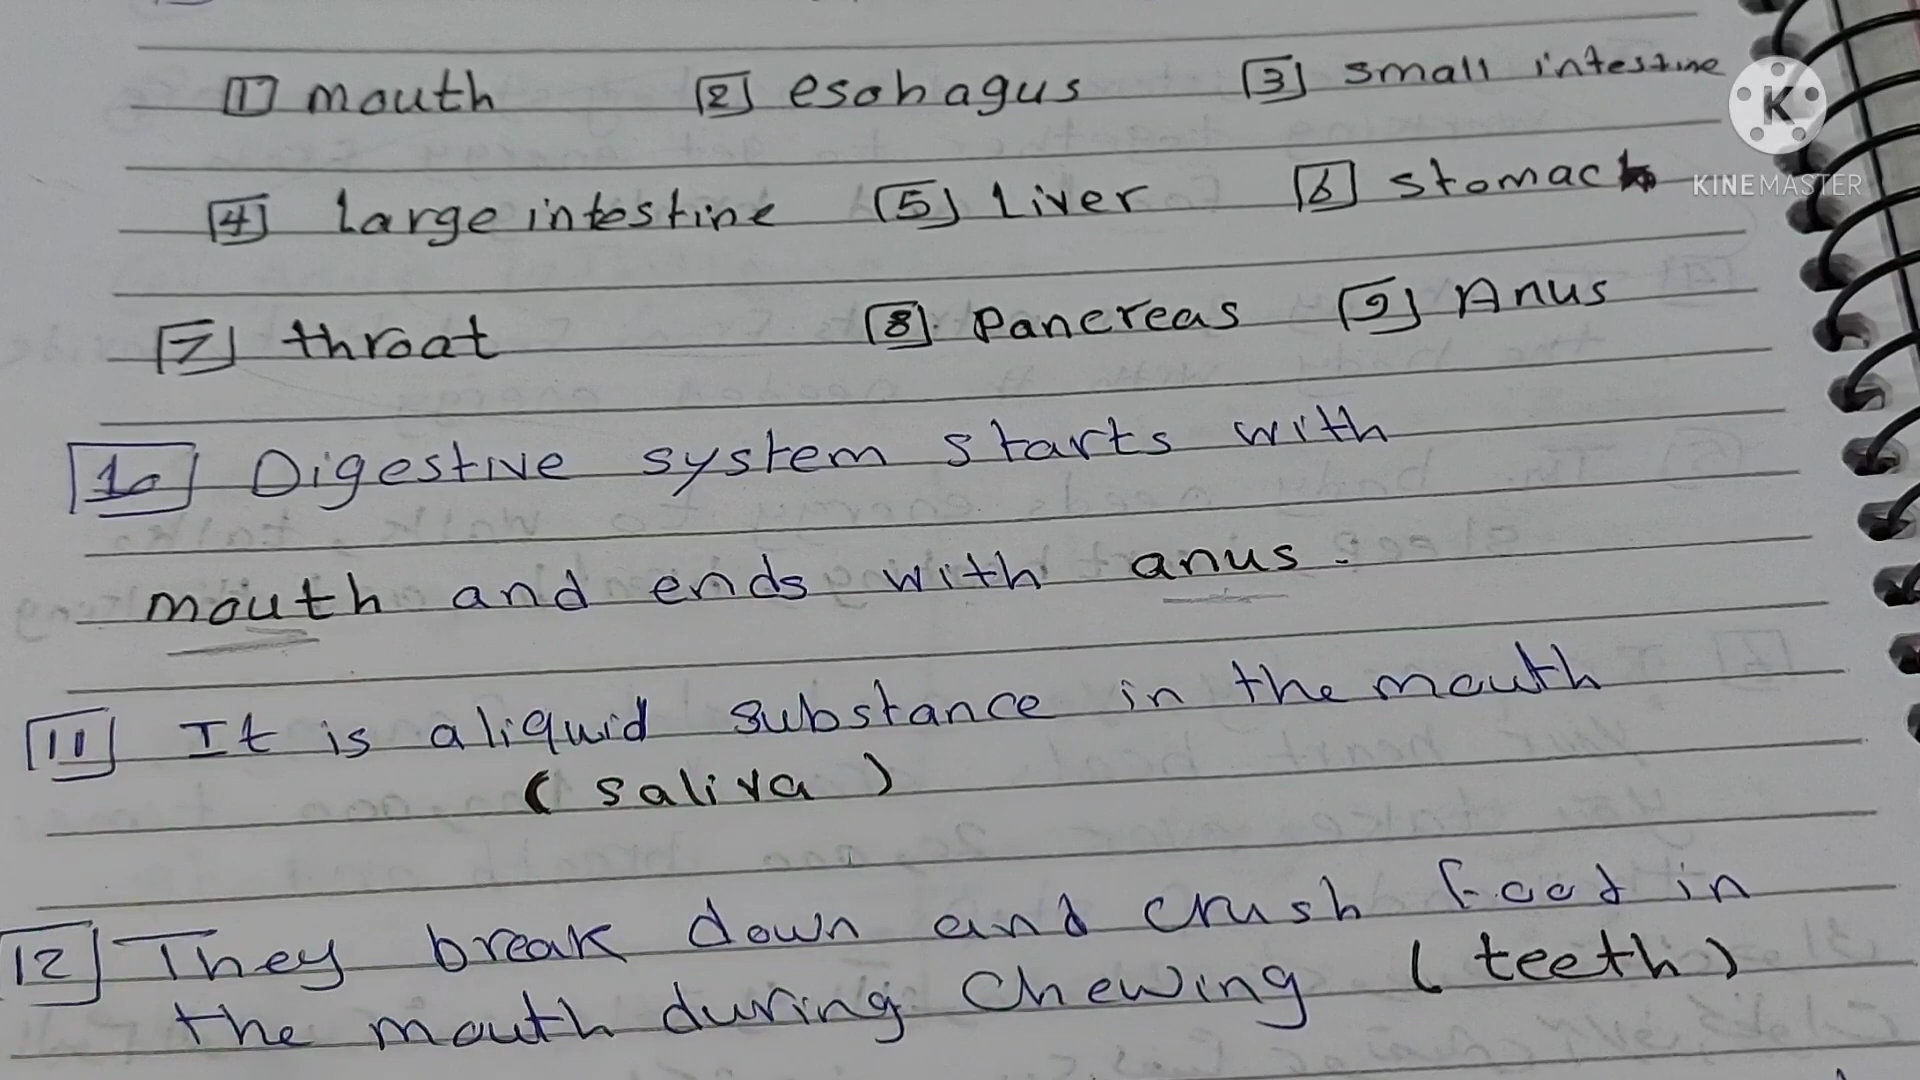 1 mouth 2 esohagus 3 small intestine
4 Large intestine 5 Liver 6 stomach
7 throat 8 Pancreas 9 Anus
10 Digestive system starts with
mouth and ends with anus.
11 It is a liquid substance in the mouth
(saliva)
12 They break down and crush food in
the mouth during chewing (teeth)
K
KINEMASTER